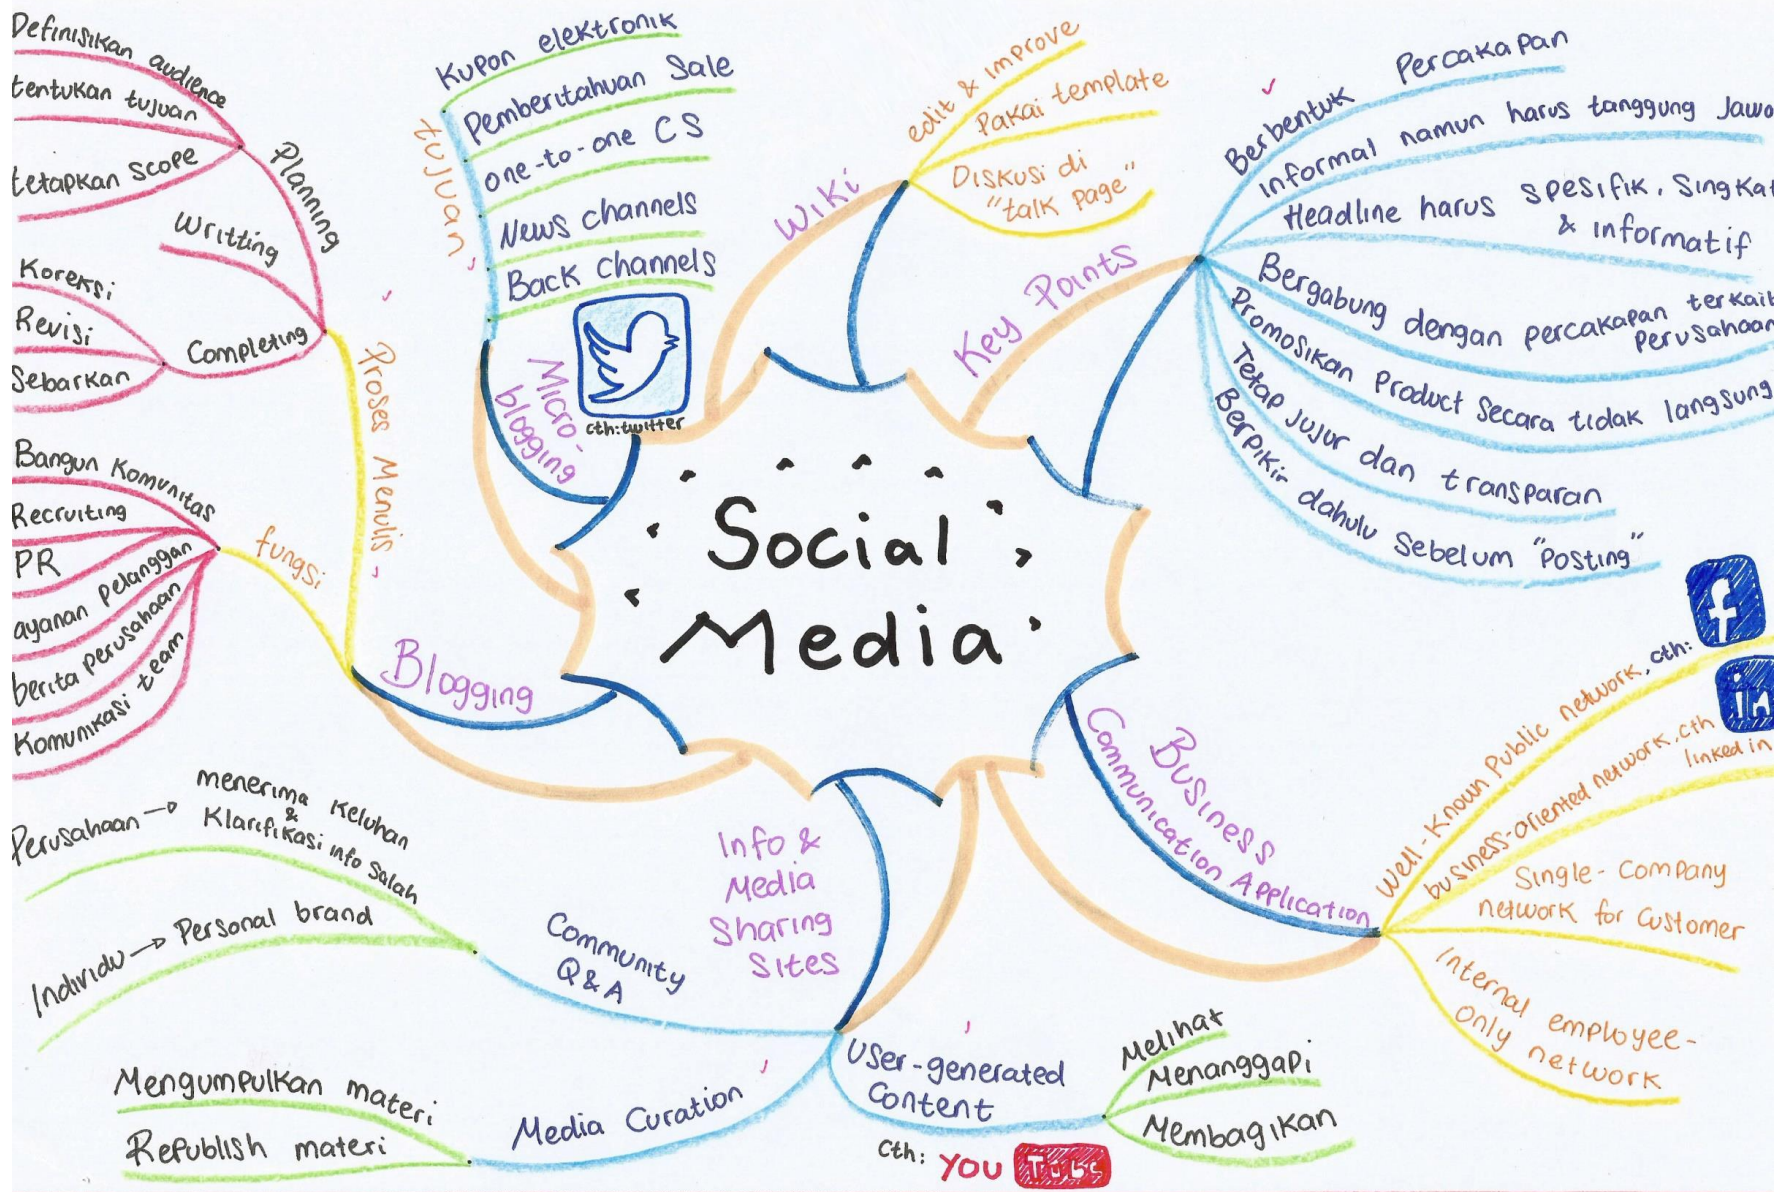 Social
Media
Blogging
Proses Menulis
Planning
Definisikan audience
tentukan tujuan
tetapkan scope
Writting
Completing
Koreksi
Revisi
Sebarkan
fungsi
Bangun Komunitas
Recruiting
PR
ayanan Pelanggan
berita perusahaan
Komunikasi team
Micro-
blogging
cth: twitter
tujuan
Kupon elektronik
Pemberitahuan Sale
one-to-one CS
News channels
Back channels
Wiki
edit & improve
Pakai template
Diskusi di
"talk page"
Key Points
Berbentuk Percakapan
Informal namun harus tanggung Jawa
Headline harus spesifik, singkat
& informatif
Bergabung dengan percakapan terkait
Perusahaan
Promosikan Product secara tidak langsung
Tetap jujur dan transparan
Berpikir dahulu sebelum "Posting"
Business
Communication Application
Well-Known Public network, cth:
f
business-oriented network, cth
linked in
in
Single-Company
network for Customer
Internal employee-
only network
Info &
Media
Sharing
Sites
Community
Q&A
Perusahaan → menerima Keluhan
&
Klarifikasi info Salah
Individu → Personal brand
Media Curation
Mengumpulkan materi
Republish materi
User-generated
Content
cth: YOU Tube
Melihat
Menanggapi
Membagikan